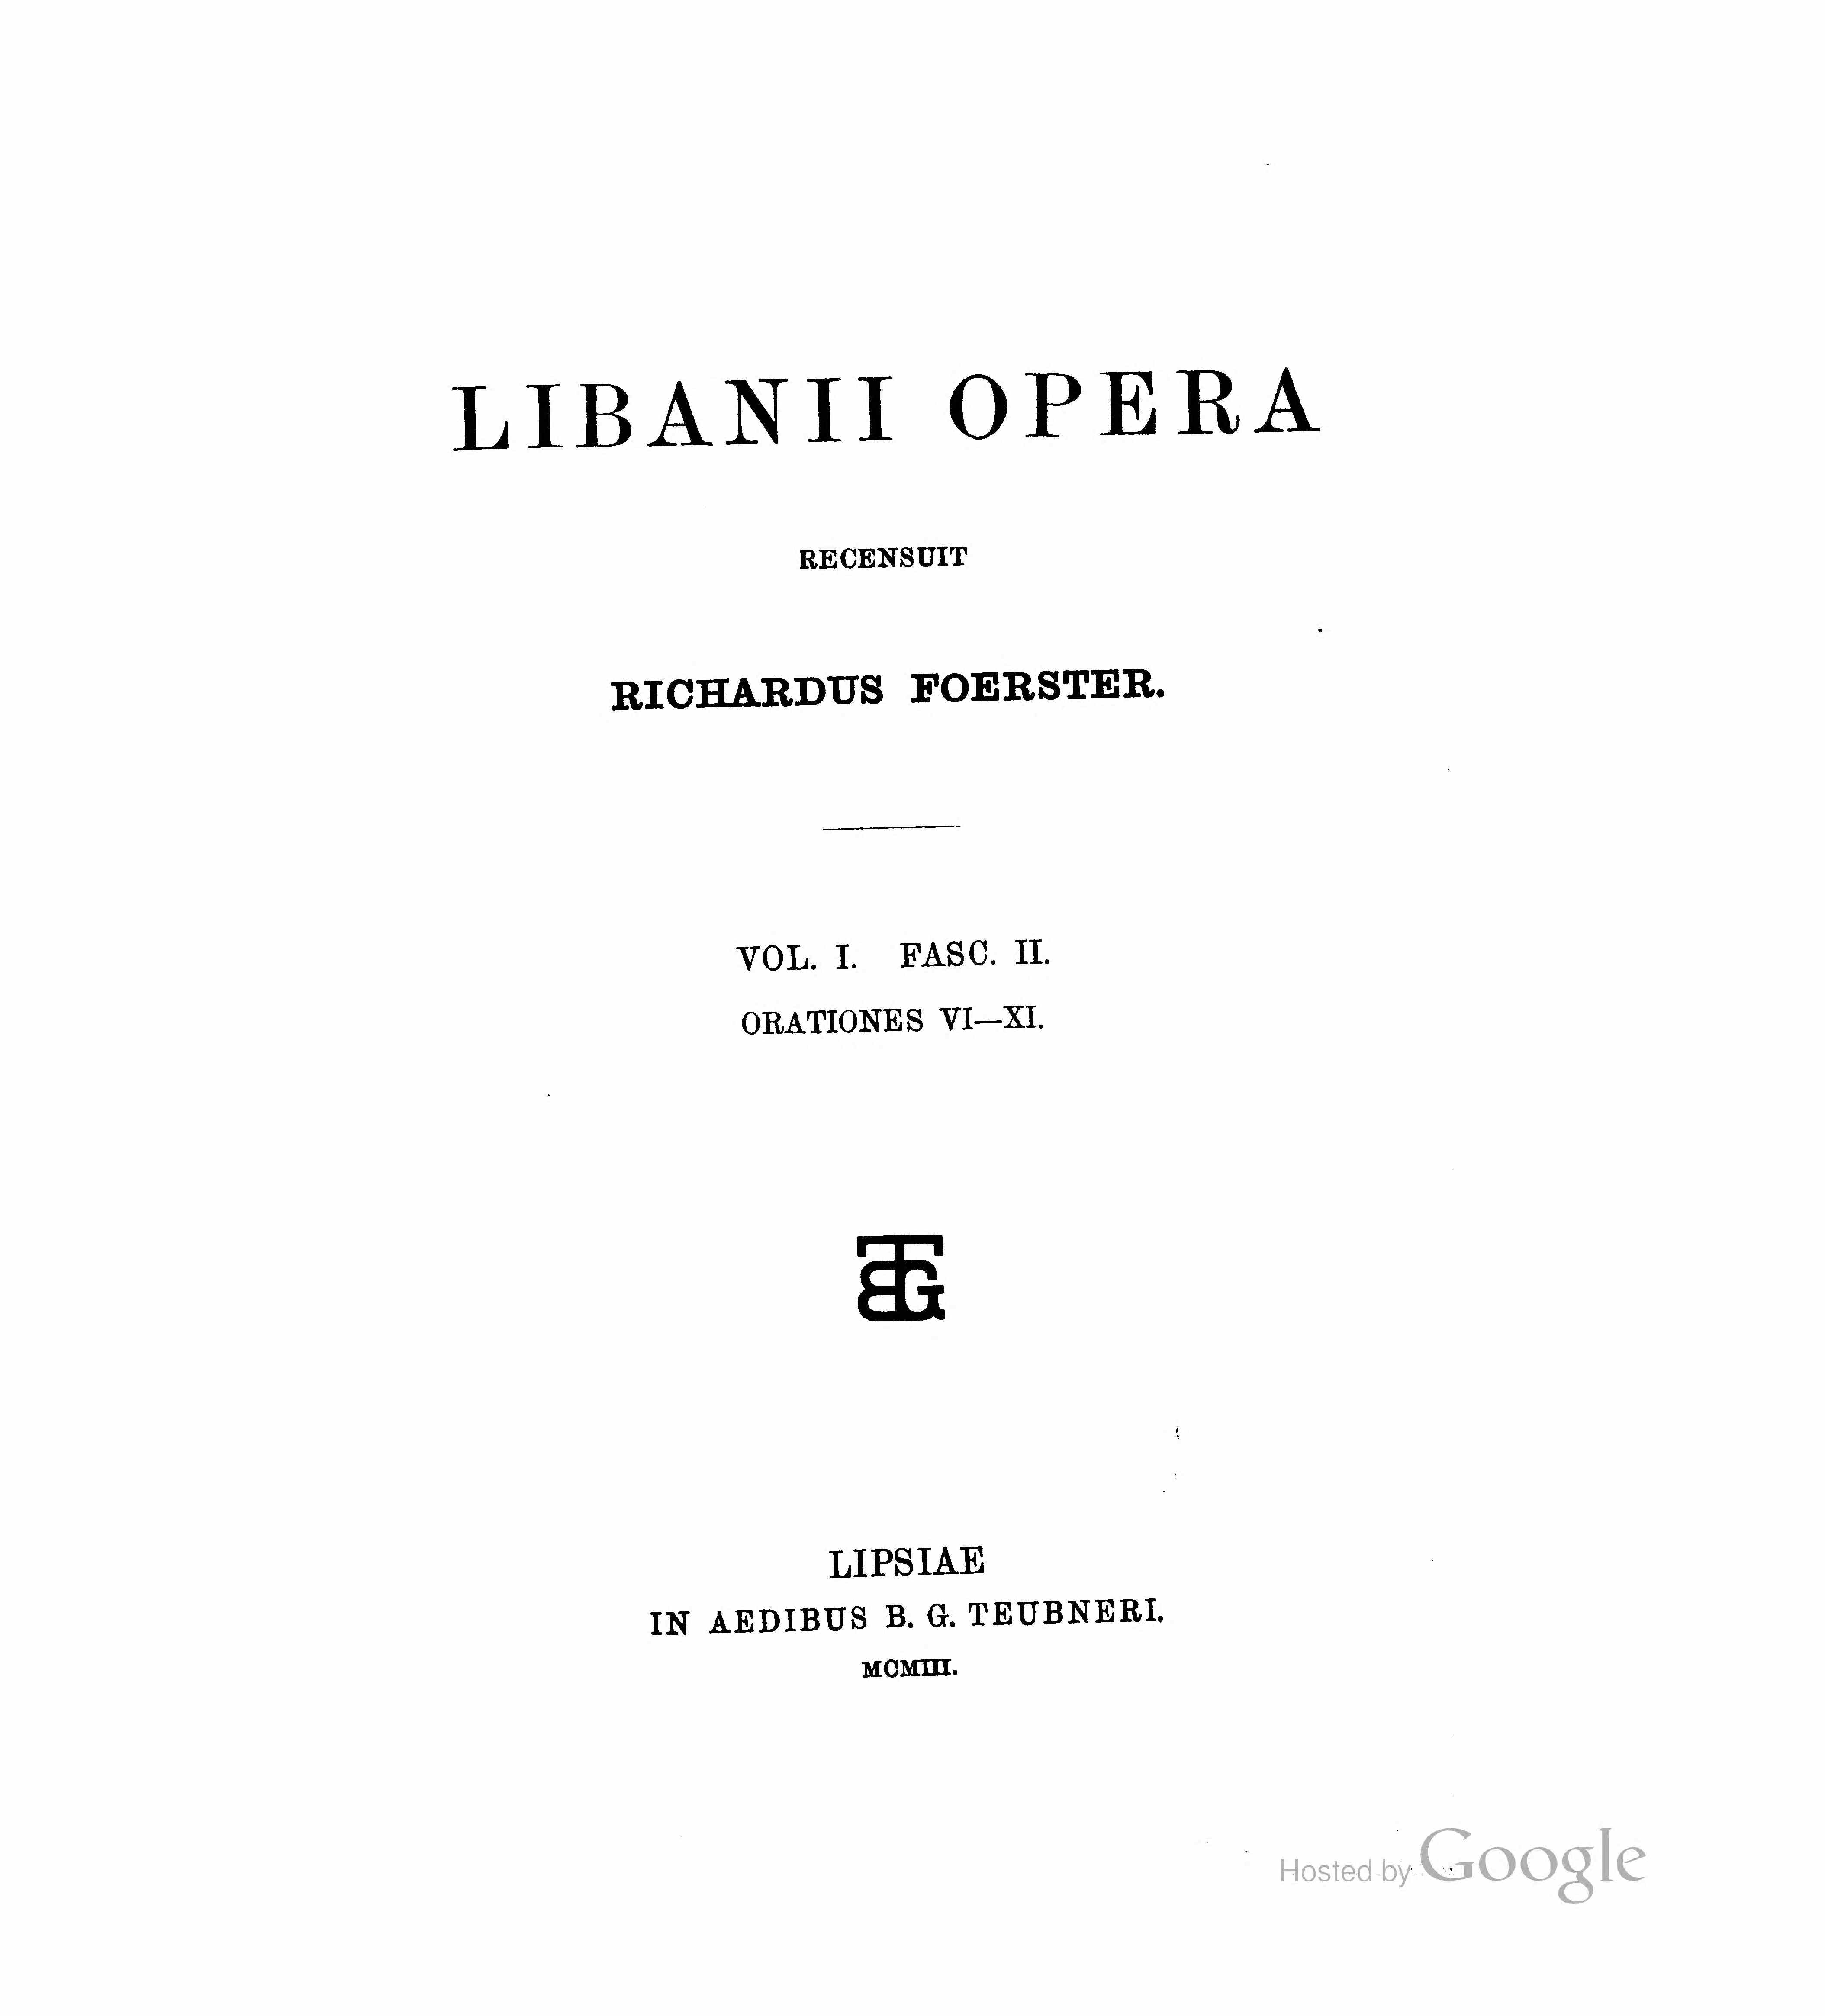 LIBANII OPERA
RECENSUIT
RICHARDUS FOERSTER.
VOL. I. FASC. II.
ORATIONES VI—XI.
BTG
LIPSIAE
IN AEDIBUS B. G. TEUBNERI.
MCMIII.
Hosted by Google